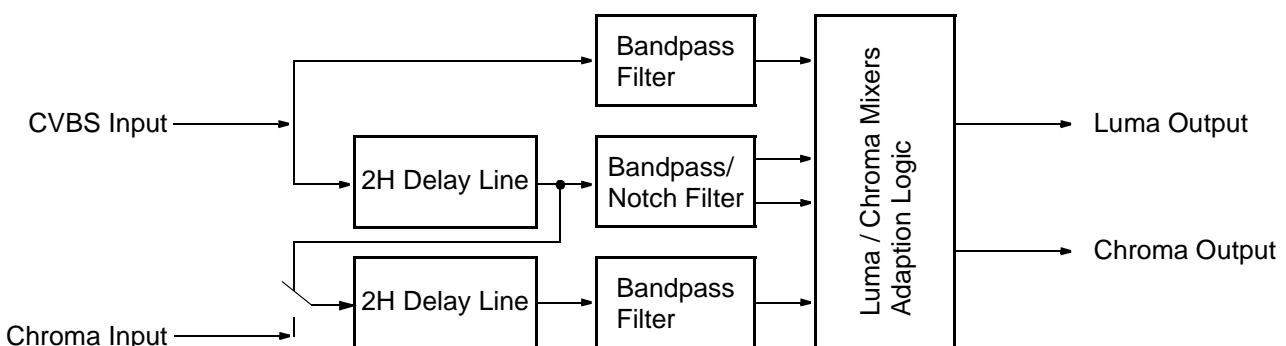 Bandpass
Filter
CVBS Input
Luma Output
2H Delay Line
Bandpass/
Notch Filter
Luma / Chroma Mixers
Adaption Logic
Chroma Output
2H Delay Line
Bandpass
Filter
Chroma Input